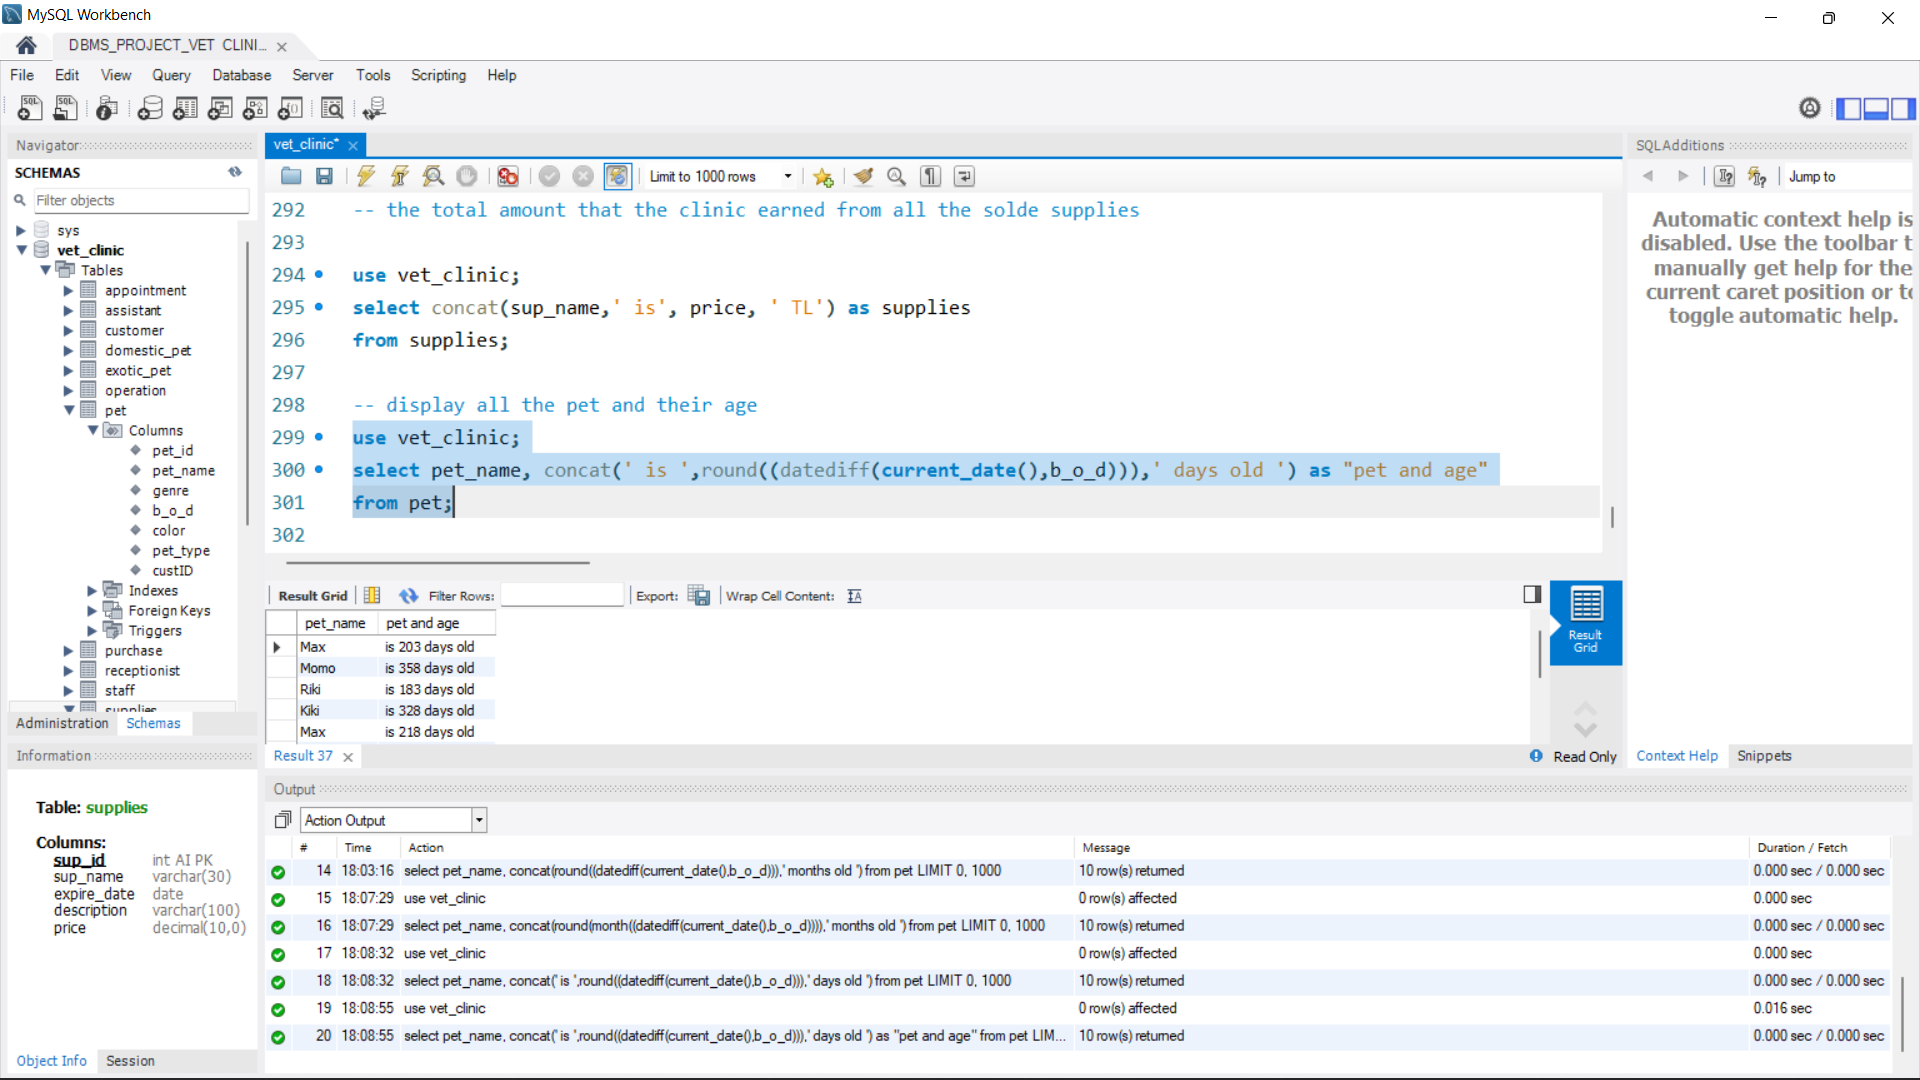 MySQL Workbench
DBMS_PROJECT_VET CLINI...
File Edit View Query Database Server Tools Scripting Help
Navigator
SCHEMAS
Filter objects
sys
vet_clinic
Tables
appointment
assistant
customer
domestic_pet
exotic_pet
operation
pet
Columns
pet_id
pet_name
genre
b_o_d
color
pet_type
custID
Indexes
Foreign Keys
Triggers
purchase
receptionist
staff
supplies
Administration Schemas
Information
Table: supplies
Columns:
sup_id int AI PK
sup_name varchar(30)
expire_date date
description varchar(100)
price decimal(10,0)
Object Info Session
vet_clinic*
Limit to 1000 rows
292 -- the total amount that the clinic earned from all the solde supplies
293
294 use vet_clinic;
295 select concat(sup_name,' is', price, ' TL') as supplies
296 from supplies;
297
298 -- display all the pet and their age
299 use vet_clinic;
300 select pet_name, concat(' is ',round((datediff(current_date(),b_o_d))),' days old ') as "pet and age"
301 from pet;
302
Result Grid Filter Rows: Export: Wrap Cell Content:
pet_name pet and age
Max is 203 days old
Momo is 358 days old
Riki is 183 days old
Kiki is 328 days old
Max is 218 days old
Result
Grid
Result 37
Read Only
SQLAdditions
Jump to
Automatic context help is
disabled. Use the toolbar t
manually get help for the
current caret position or to
toggle automatic help.
Context Help Snippets
Output
Action Output
# Time Action Message Duration / Fetch
14 18:03:16 select pet_name, concat(round((datediff(current_date(),b_o_d))),' months old ') from pet LIMIT 0, 1000 10 row(s) returned 0.000 sec / 0.000 sec
15 18:07:29 use vet_clinic 0 row(s) affected 0.000 sec
16 18:07:29 select pet_name, concat(round(month((datediff(current_date(),b_o_d)))),' months old ') from pet LIMIT 0, 1000 10 row(s) returned 0.000 sec / 0.000 sec
17 18:08:32 use vet_clinic 0 row(s) affected 0.000 sec
18 18:08:32 select pet_name, concat(' is ',round((datediff(current_date(),b_o_d))),' days old ') from pet LIMIT 0, 1000 10 row(s) returned 0.000 sec / 0.000 sec
19 18:08:55 use vet_clinic 0 row(s) affected 0.016 sec
20 18:08:55 select pet_name, concat(' is ',round((datediff(current_date(),b_o_d))),' days old ') as "pet and age" from pet LIM... 10 row(s) returned 0.000 sec / 0.000 sec